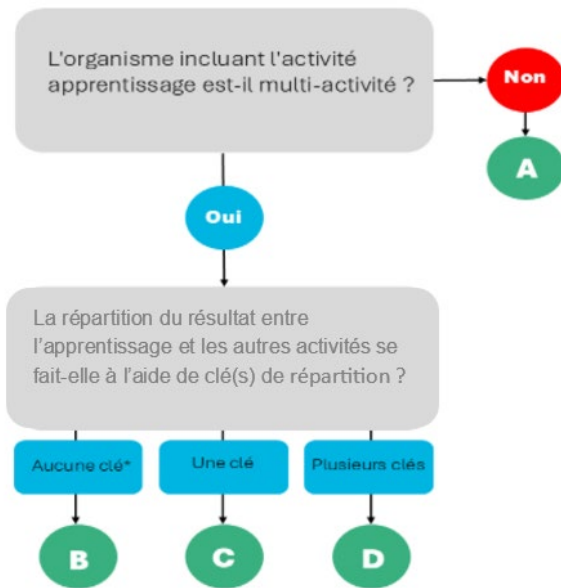 L'organisme incluant l'activité
apprentissage est-il multi-activité ?
Non
A
Oui
La répartition du résultat entre
l'apprentissage et les autres activités se
fait-elle à l'aide de clé(s) de répartition ?
Aucune clé*
Une clé
Plusieurs clés
B
C
D